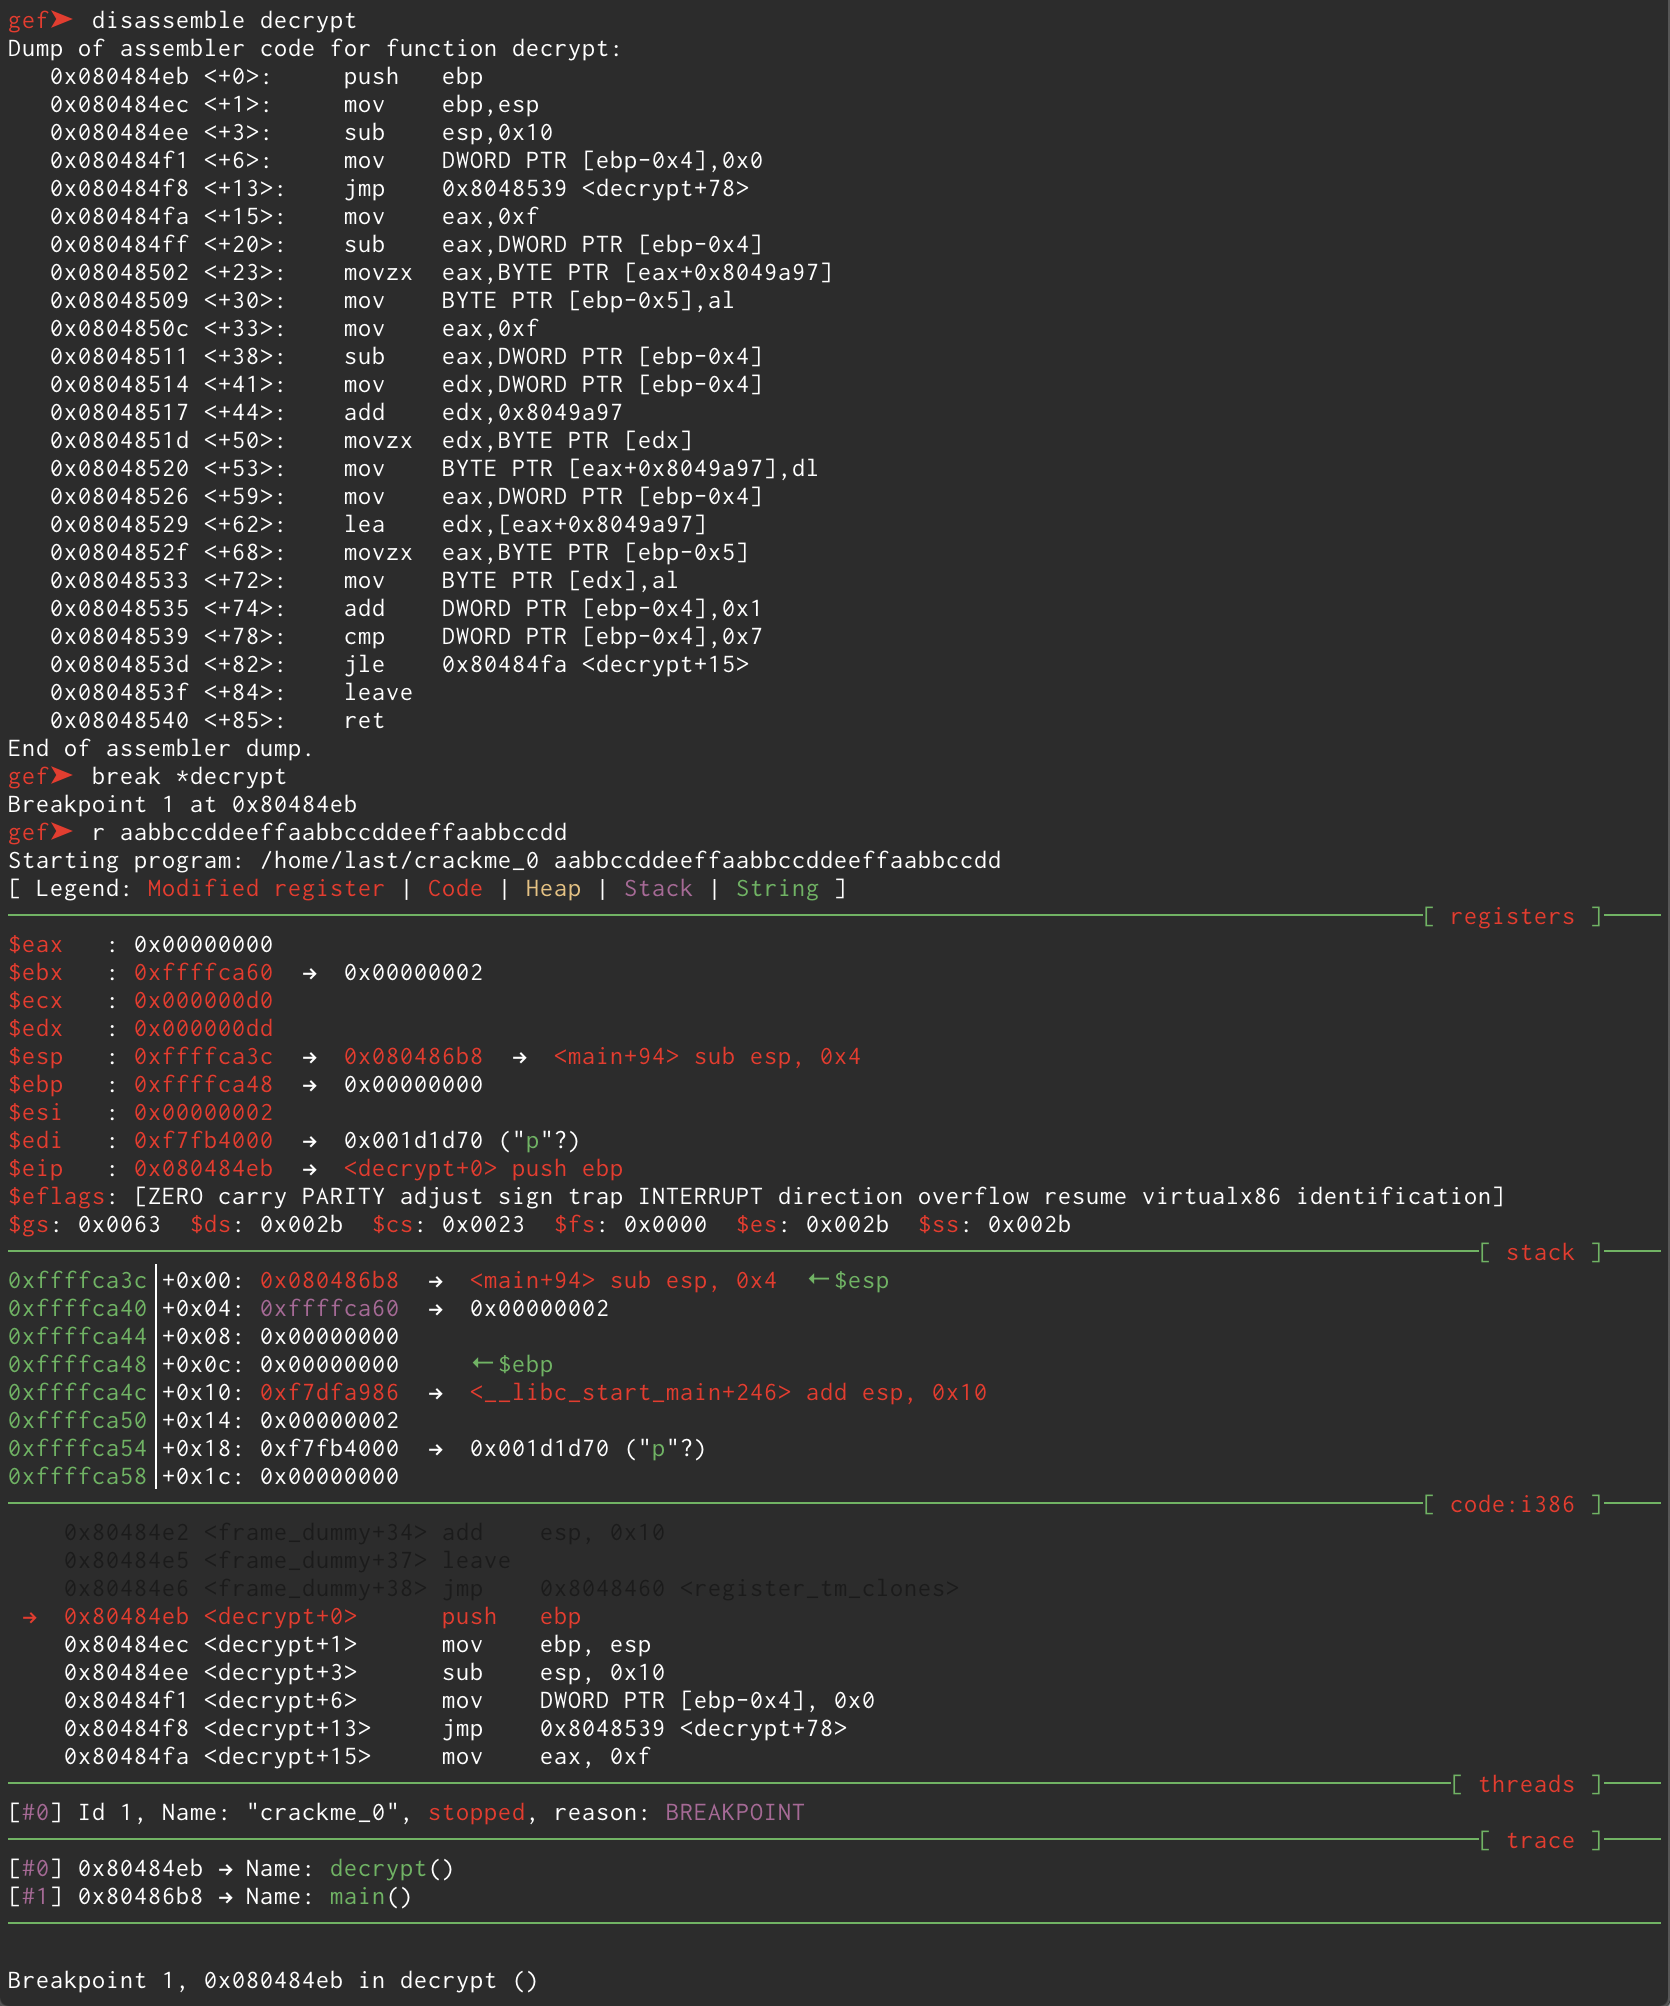 gef➤  disassemble decrypt
Dump of assembler code for function decrypt:
   0x080484eb <+0>:     push   ebp
   0x080484ec <+1>:     mov    ebp,esp
   0x080484ee <+3>:     sub    esp,0x10
   0x080484f1 <+6>:     mov    DWORD PTR [ebp-0x4],0x0
   0x080484f8 <+13>:    jmp    0x8048539 <decrypt+78>
   0x080484fa <+15>:    mov    eax,0xf
   0x080484ff <+20>:    sub    eax,DWORD PTR [ebp-0x4]
   0x08048502 <+23>:    movzx  eax,BYTE PTR [eax+0x8049a97]
   0x08048509 <+30>:    mov    BYTE PTR [ebp-0x5],al
   0x0804850c <+33>:    mov    eax,0xf
   0x08048511 <+38>:    sub    eax,DWORD PTR [ebp-0x4]
   0x08048514 <+41>:    mov    edx,DWORD PTR [ebp-0x4]
   0x08048517 <+44>:    add    edx,0x8049a97
   0x0804851d <+50>:    movzx  edx,BYTE PTR [edx]
   0x08048520 <+53>:    mov    BYTE PTR [eax+0x8049a97],dl
   0x08048526 <+59>:    mov    eax,DWORD PTR [ebp-0x4]
   0x08048529 <+62>:    lea    edx,[eax+0x8049a97]
   0x0804852f <+68>:    movzx  eax,BYTE PTR [ebp-0x5]
   0x08048533 <+72>:    mov    BYTE PTR [edx],al
   0x08048535 <+74>:    add    DWORD PTR [ebp-0x4],0x1
   0x08048539 <+78>:    cmp    DWORD PTR [ebp-0x4],0x7
   0x0804853d <+82>:    jle    0x80484fa <decrypt+15>
   0x0804853f <+84>:    leave
   0x08048540 <+85>:    ret
End of assembler dump.
gef➤  break *decrypt
Breakpoint 1 at 0x80484eb
gef➤  r aabbccddeeffaabbccddeeffaabbccdd
Starting program: /home/last/crackme_0 aabbccddeeffaabbccddeeffaabbccdd
[ Legend: Modified register | Code | Heap | Stack | String ]
[ registers ]
$eax   : 0x00000000
$ebx   : 0xffffca60  →  0x00000002
$ecx   : 0x000000d0
$edx   : 0x000000dd
$esp   : 0xffffca3c  →  0x080486b8  →  <main+94> sub esp, 0x4
$ebp   : 0xffffca48  →  0x00000000
$esi   : 0x00000002
$edi   : 0xf7fb4000  →  0x001d1d70 ("p"?)
$eip   : 0x080484eb  →  <decrypt+0> push ebp
$eflags: [ZERO carry PARITY adjust sign trap INTERRUPT direction overflow resume virtualx86 identification]
$gs: 0x0063  $ds: 0x002b  $cs: 0x0023  $fs: 0x0000  $es: 0x002b  $ss: 0x002b
[ stack ]
0xffffca3c│+0x00: 0x080486b8  →  <main+94> sub esp, 0x4  ←$esp
0xffffca40│+0x04: 0xffffca60  →  0x00000002
0xffffca44│+0x08: 0x00000000
0xffffca48│+0x0c: 0x00000000     ←$ebp
0xffffca4c│+0x10: 0xf7dfa986  →  <__libc_start_main+246> add esp, 0x10
0xffffca50│+0x14: 0x00000002
0xffffca54│+0x18: 0xf7fb4000  →  0x001d1d70 ("p"?)
0xffffca58│+0x1c: 0x00000000
[ code:i386 ]
    0x80484e2 <frame_dummy+34> add    esp, 0x10
    0x80484e5 <frame_dummy+37> leave
    0x80484e6 <frame_dummy+38> jmp    0x8048460 <register_tm_clones>
 →  0x80484eb <decrypt+0>      push   ebp
    0x80484ec <decrypt+1>      mov    ebp, esp
    0x80484ee <decrypt+3>      sub    esp, 0x10
    0x80484f1 <decrypt+6>      mov    DWORD PTR [ebp-0x4], 0x0
    0x80484f8 <decrypt+13>     jmp    0x8048539 <decrypt+78>
    0x80484fa <decrypt+15>     mov    eax, 0xf
[ threads ]
[#0] Id 1, Name: "crackme_0", stopped, reason: BREAKPOINT
[ trace ]
[#0] 0x80484eb → Name: decrypt()
[#1] 0x80486b8 → Name: main()
Breakpoint 1, 0x080484eb in decrypt ()